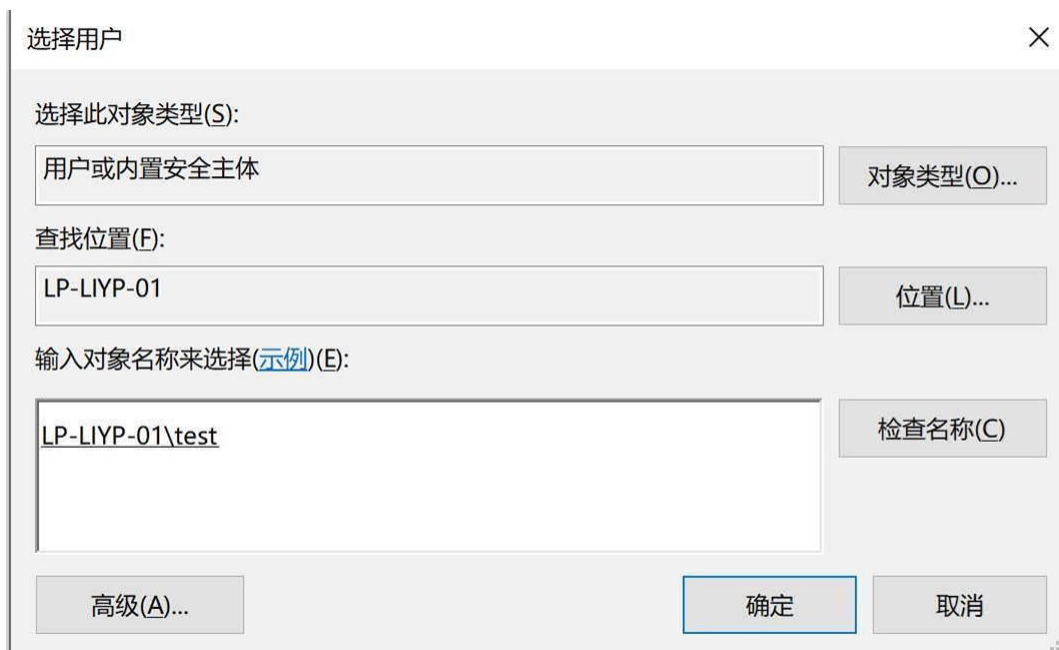 选择用户
选择此对象类型(S):
用户或内置安全主体
对象类型(O)...
查找位置(F):
LP-LIYP-01
位置(L)...
输入对象名称来选择(示例)(E):
LP-LIYP-01\test
检查名称(C)
高级(A)...
确定
取消